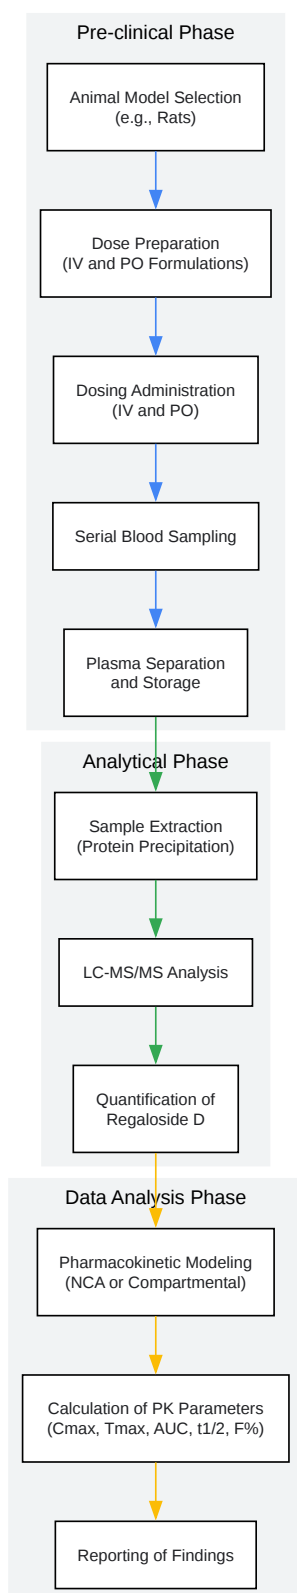 Pre-clinical Phase
Animal Model Selection
(e.g., Rats)
Dose Preparation
(IV and PO Formulations)
Dosing Administration
(IV and PO)
Serial Blood Sampling
Plasma Separation
and Storage
Analytical Phase
Sample Extraction
(Protein Precipitation)
LC-MS/MS Analysis
Quantification of
Regaloside D
Data Analysis Phase
Pharmacokinetic Modeling
(NCA or Compartmental)
Calculation of PK Parameters
(Cmax, Tmax, AUC, t1/2, F%)
Reporting of Findings